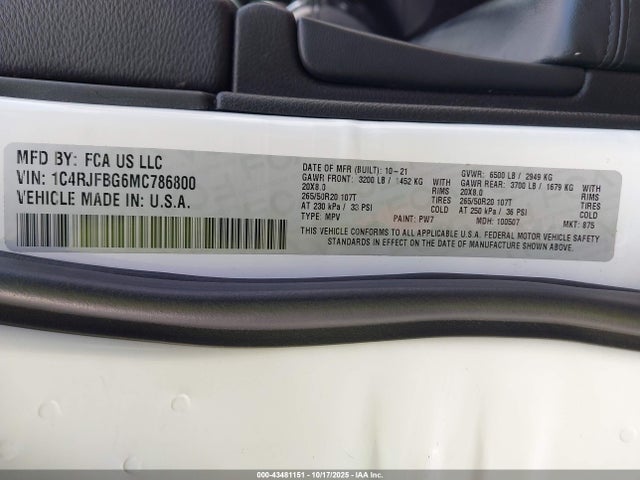 MFD BY: FCA US LLC
VIN: 1C4RJFBG6MC786800
VEHICLE MADE IN: U.S.A.
DATE OF MFR (BUILT): 10-21
GAWR FRONT: 3200 LB / 1452 KG
20X8.0 RIMS
265/50R20 107T TIRES
AT 230 kPa / 33 PSI COLD
TYPE: MPV PAINT: PW7
GVWR: 6500 LB / 2949 KG
GAWR REAR: 3700 LB / 1679 KG
20X8.0 RIMS
265/50R20 107T TIRES
AT 250 kPa / 36 PSI COLD
MDH: 100507 MKT: 875
THIS VEHICLE CONFORMS TO ALL APPLICABLE U.S.A. FEDERAL MOTOR VEHICLE SAFETY
STANDARDS IN EFFECT ON THE DATE OF MANUFACTURE SHOWN ABOVE.
000-43481151 - 10/17/2025 - IAA Inc.